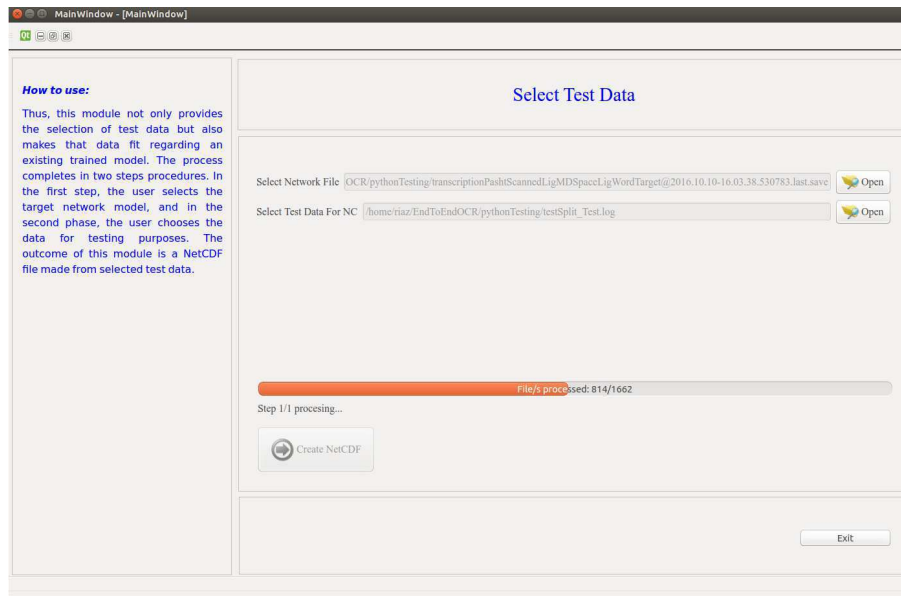 MainWindow - [MainWindow]
Qt
How to use:
Thus, this module not only provides
the selection of test data but also
makes that data fit regarding an
existing trained model. The process
completes in two steps procedures. In
the first step, the user selects the
target network model, and in the
second phase, the user chooses the
data for testing purposes. The
outcome of this module is a NetCDF
file made from selected test data.
Select Test Data
Select Network File OCR/pythonTesting/transcriptionPashtScannedLigMDSpaceLigWordTarget@2016.10.10-16.03.38.530783.last.save Open
Select Test Data For NC /home/riaz/EndToEndOCR/pythonTesting/testSplit_Test.log Open
File/s processed: 814/1662
Step 1/1 procesing...
Create NetCDF
Exit